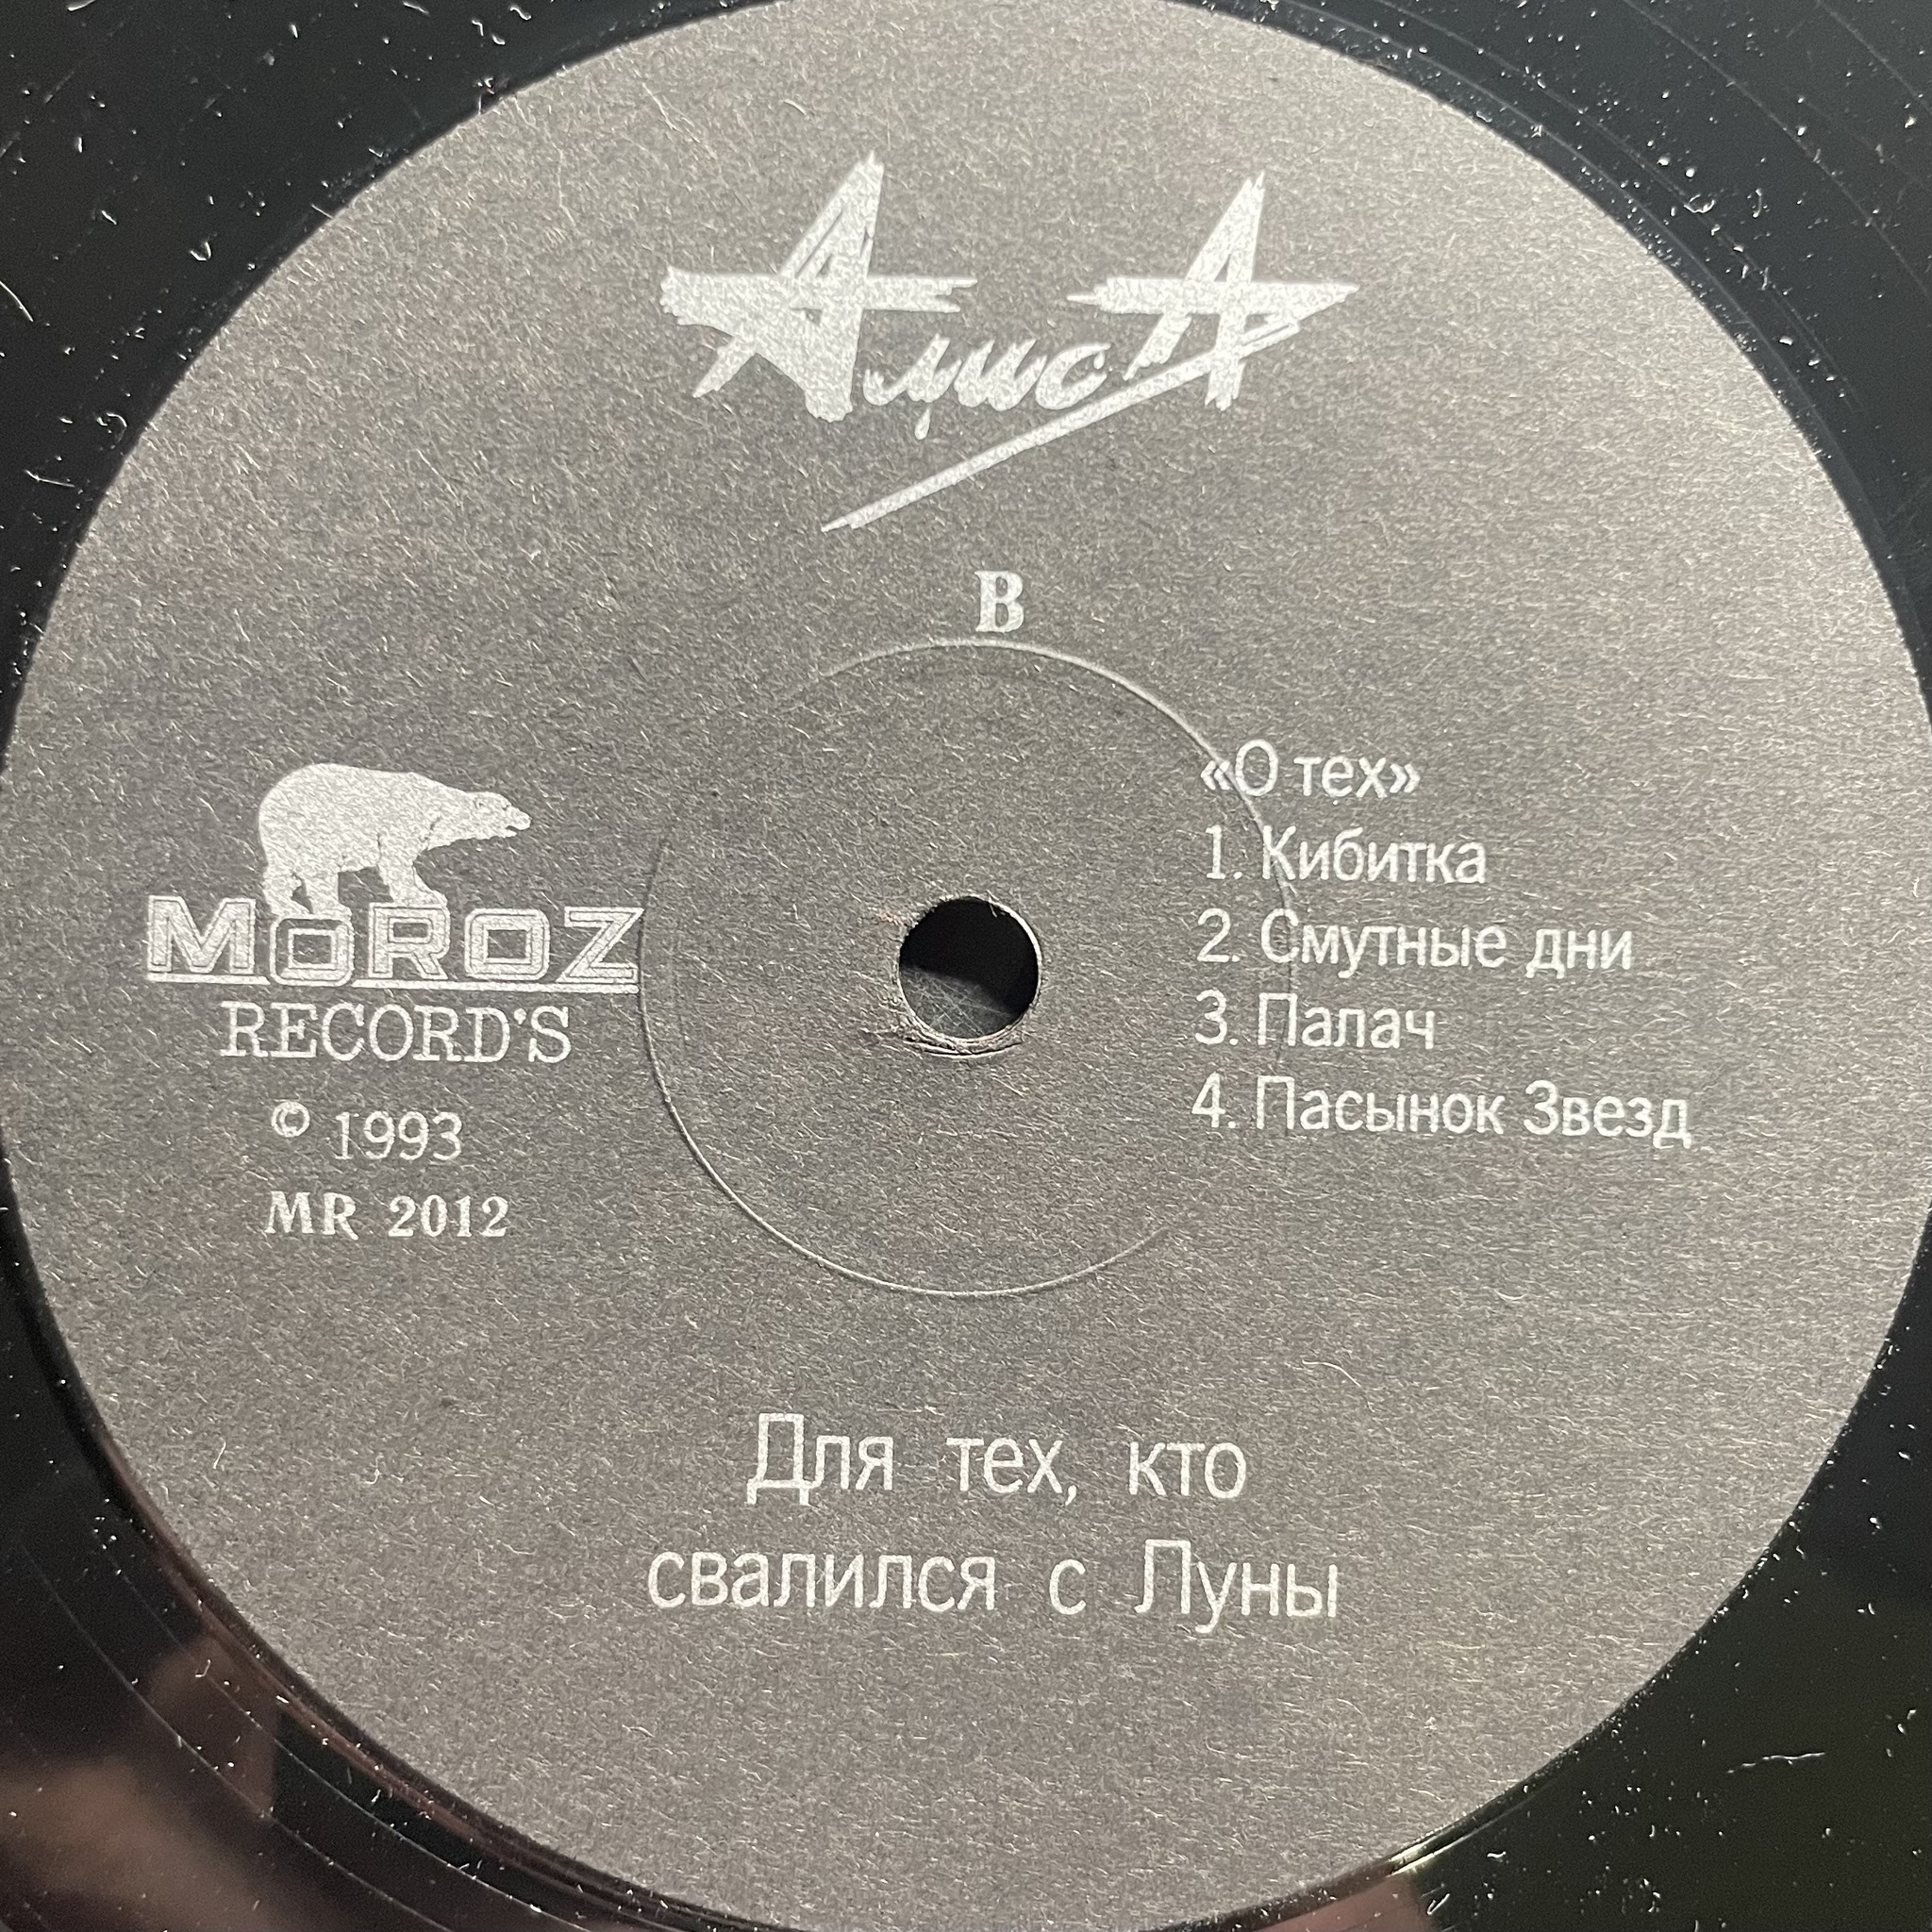 Алиса
B
«О тех»
1. Кибитка
2. Смутные дни
3. Палач
4. Пасынок Звезд
MOROZ
RECORD'S
© 1993
MR 2012
Для тех, кто
свалился с Луны